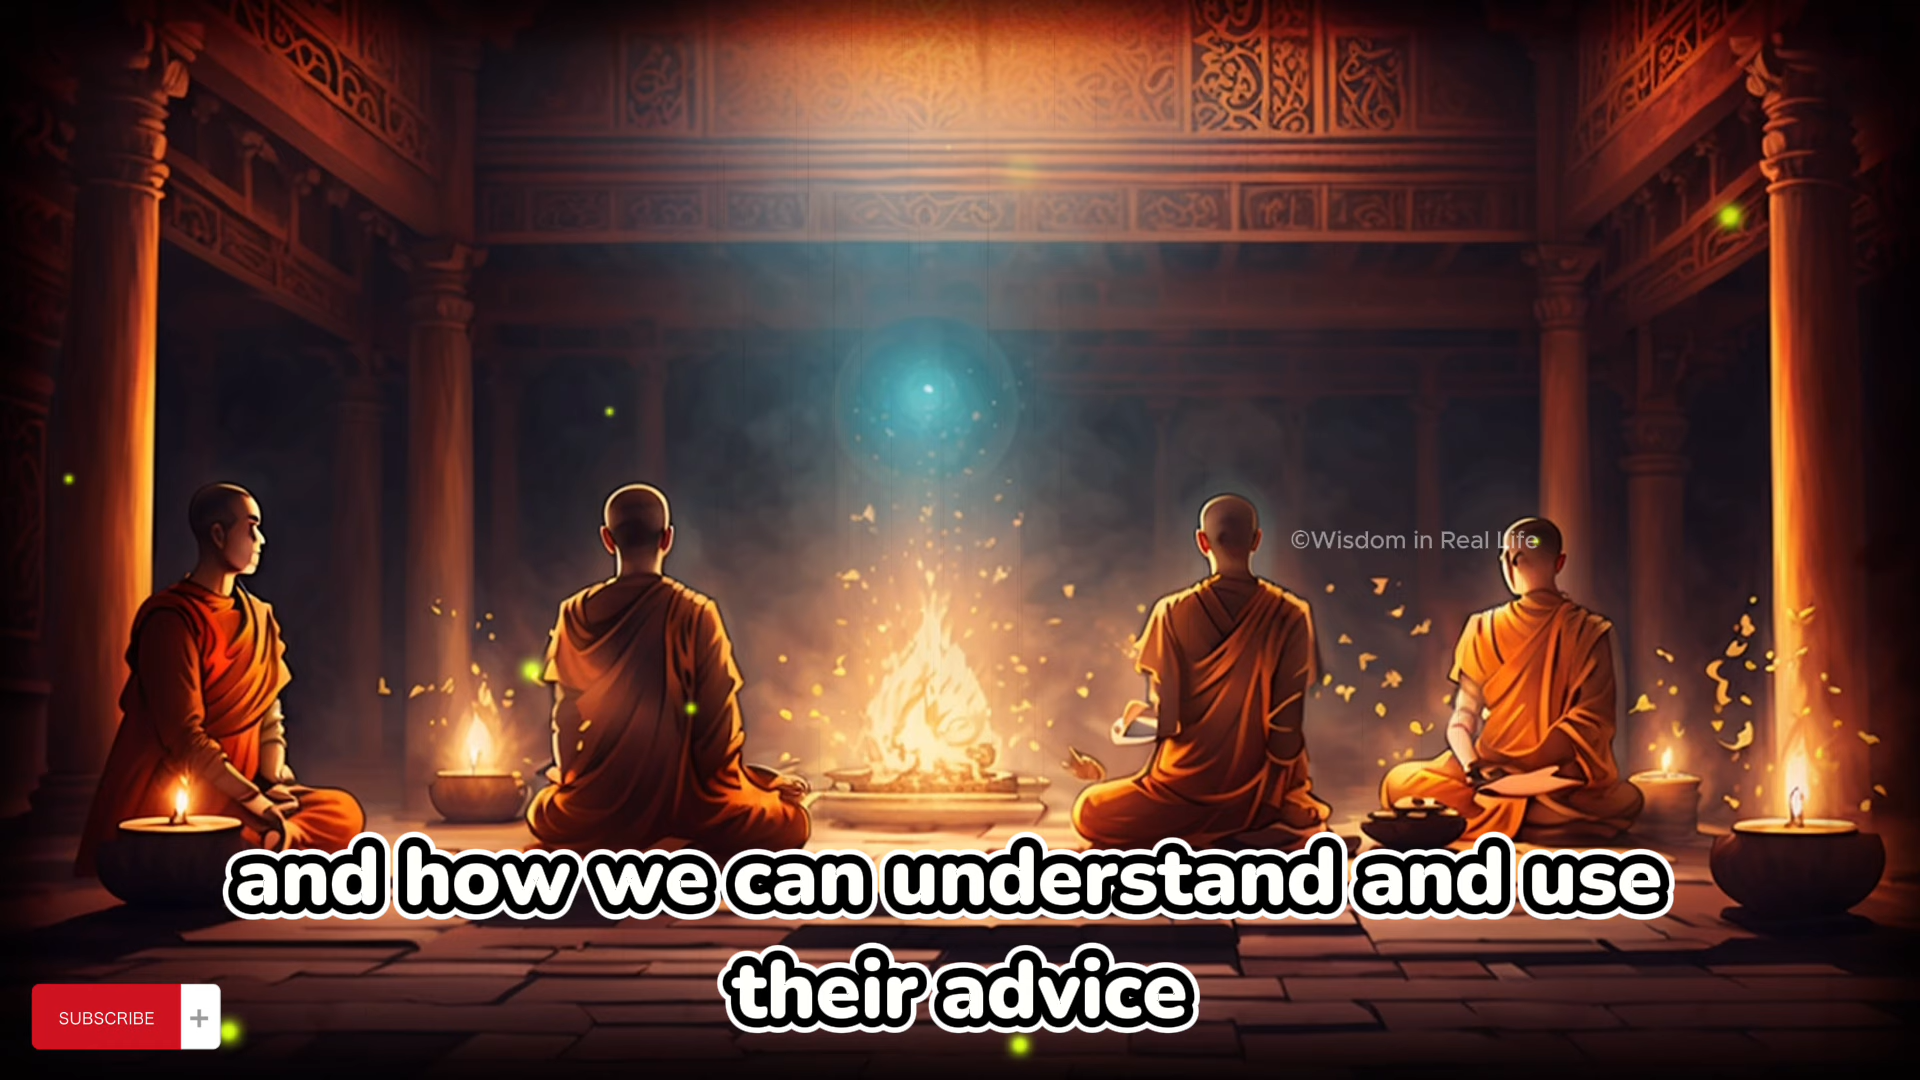 ©Wisdom in Real Life
and how we can understand and use
their advice
SUBSCRIBE +